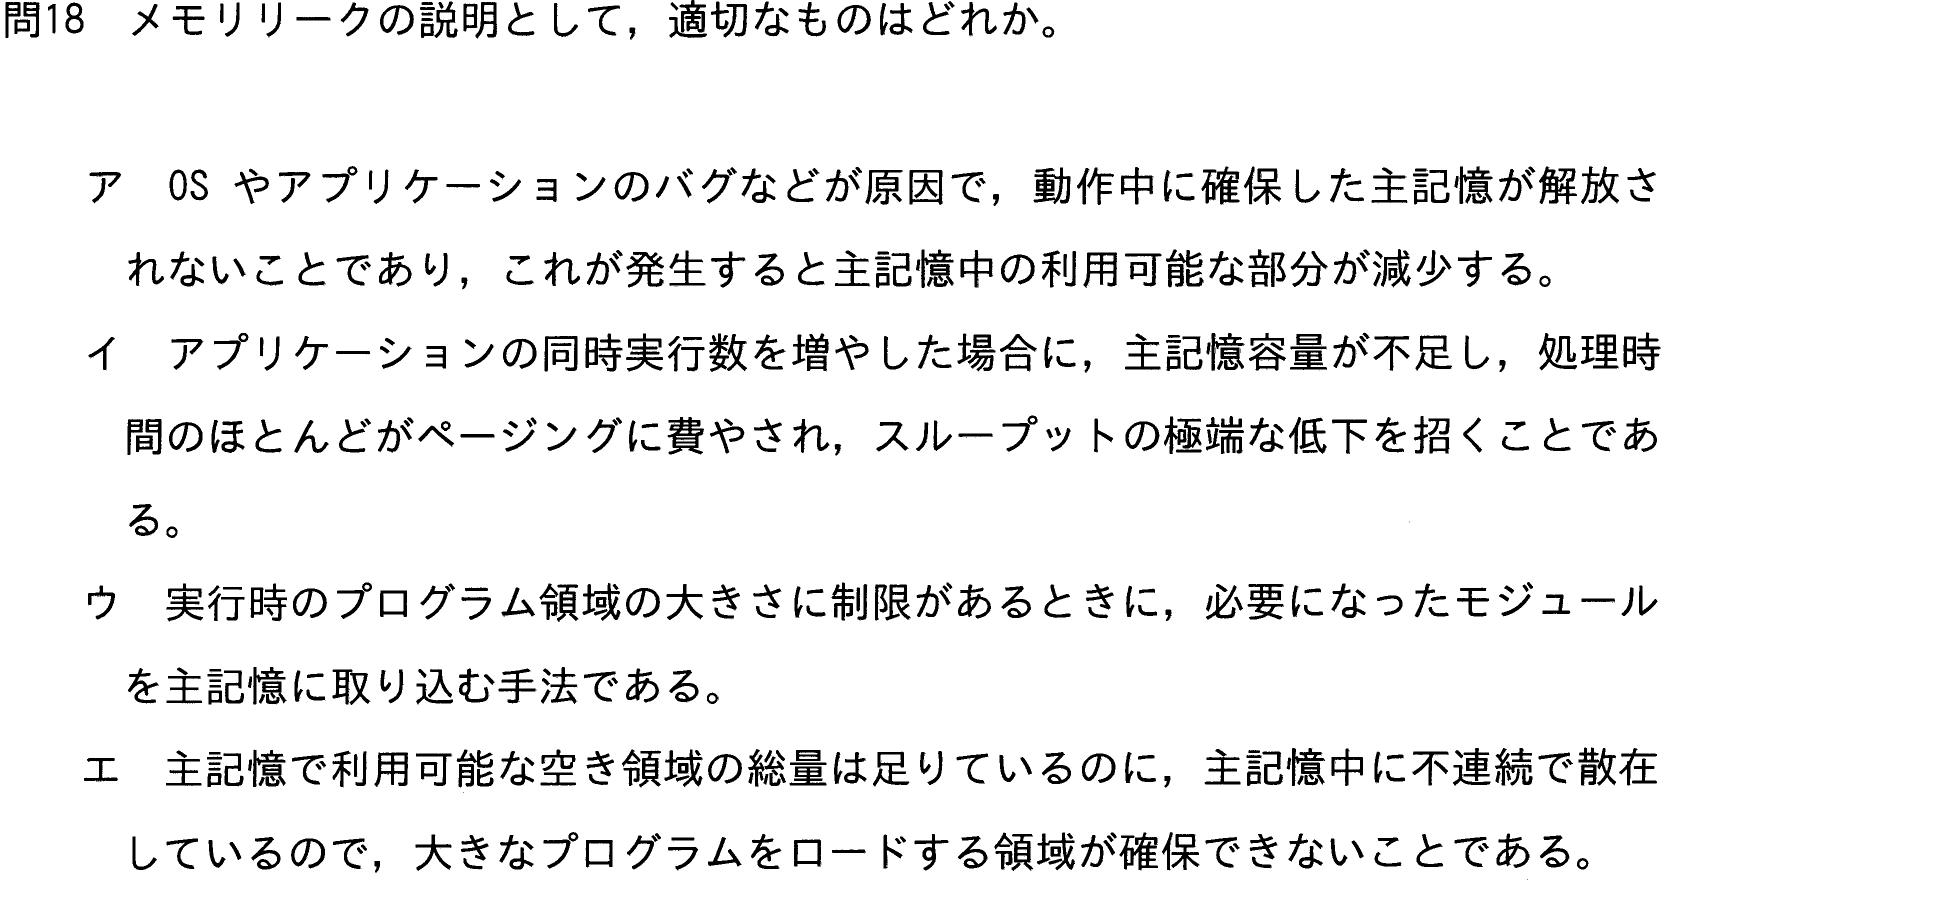 問18　メモリリークの説明として，適切なものはどれか。
ア　OS やアプリケーションのバグなどが原因で，動作中に確保した主記憶が解放さ
れないことであり，これが発生すると主記憶中の利用可能な部分が減少する。
イ　アプリケーションの同時実行数を増やした場合に，主記憶容量が不足し，処理時
間のほとんどがページングに費やされ，スループットの極端な低下を招くことであ
る。
ウ　実行時のプログラム領域の大きさに制限があるときに，必要になったモジュール
を主記憶に取り込む手法である。
エ　主記憶で利用可能な空き領域の総量は足りているのに，主記憶中に不連続で散在
しているので，大きなプログラムをロードする領域が確保できないことである。